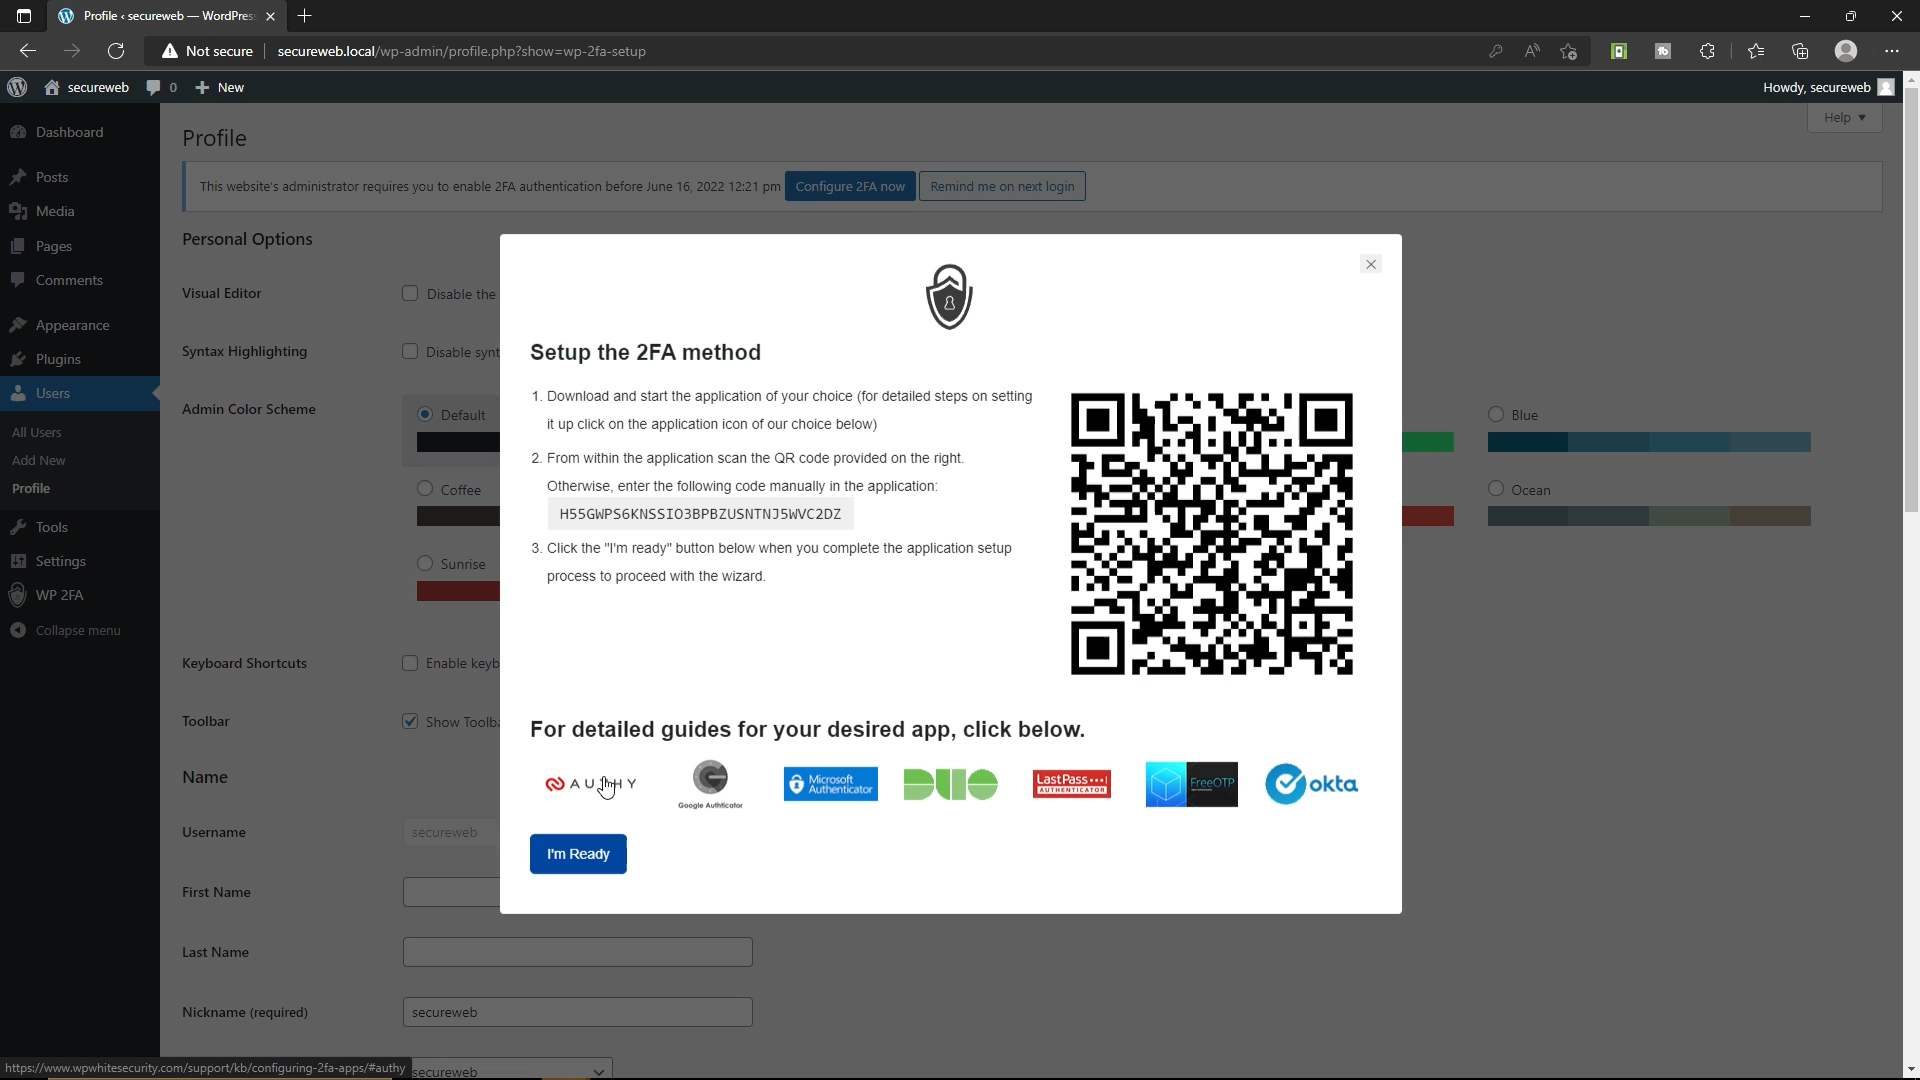 Profile ‹ secureweb — WordPress
Not secure
secureweb.local/wp-admin/profile.php?show=wp-2fa-setup
secureweb
0
New
Howdy, secureweb
Help
Dashboard
Posts
Media
Pages
Comments
Appearance
Plugins
Users
All Users
Add New
Profile
Tools
Settings
WP 2FA
Collapse menu
Profile
This website's administrator requires you to enable 2FA authentication before June 16, 2022 12:21 pm
Configure 2FA now
Remind me on next login
Personal Options
Visual Editor
Disable the
Syntax Highlighting
Disable synt
Admin Color Scheme
Default
Blue
Coffee
Ocean
Sunrise
Keyboard Shortcuts
Enable keyb
Toolbar
Show Toolba
Name
Username
secureweb
First Name
Last Name
Nickname (required)
secureweb
secureweb
Setup the 2FA method
1. Download and start the application of your choice (for detailed steps on setting
it up click on the application icon of our choice below)
2. From within the application scan the QR code provided on the right.
Otherwise, enter the following code manually in the application:
H55GWPS6KNSSIO3BPBZUSNTNJ5WVC2DZ
3. Click the "I'm ready" button below when you complete the application setup
process to proceed with the wizard.
For detailed guides for your desired app, click below.
AUTHY
Google Authticator
Microsoft
Authenticator
DUO
LastPass
AUTHENTICATOR
FreeOTP
okta
I'm Ready
https://www.wpwhitesecurity.com/support/kb/configuring-2fa-apps/#authy